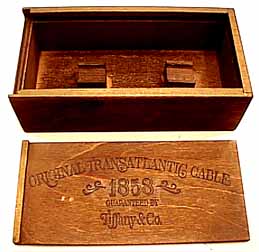 ORIGINAL TRANSATLANTIC CABLE
1858
GUARANTEED BY
Tiffany & Co.